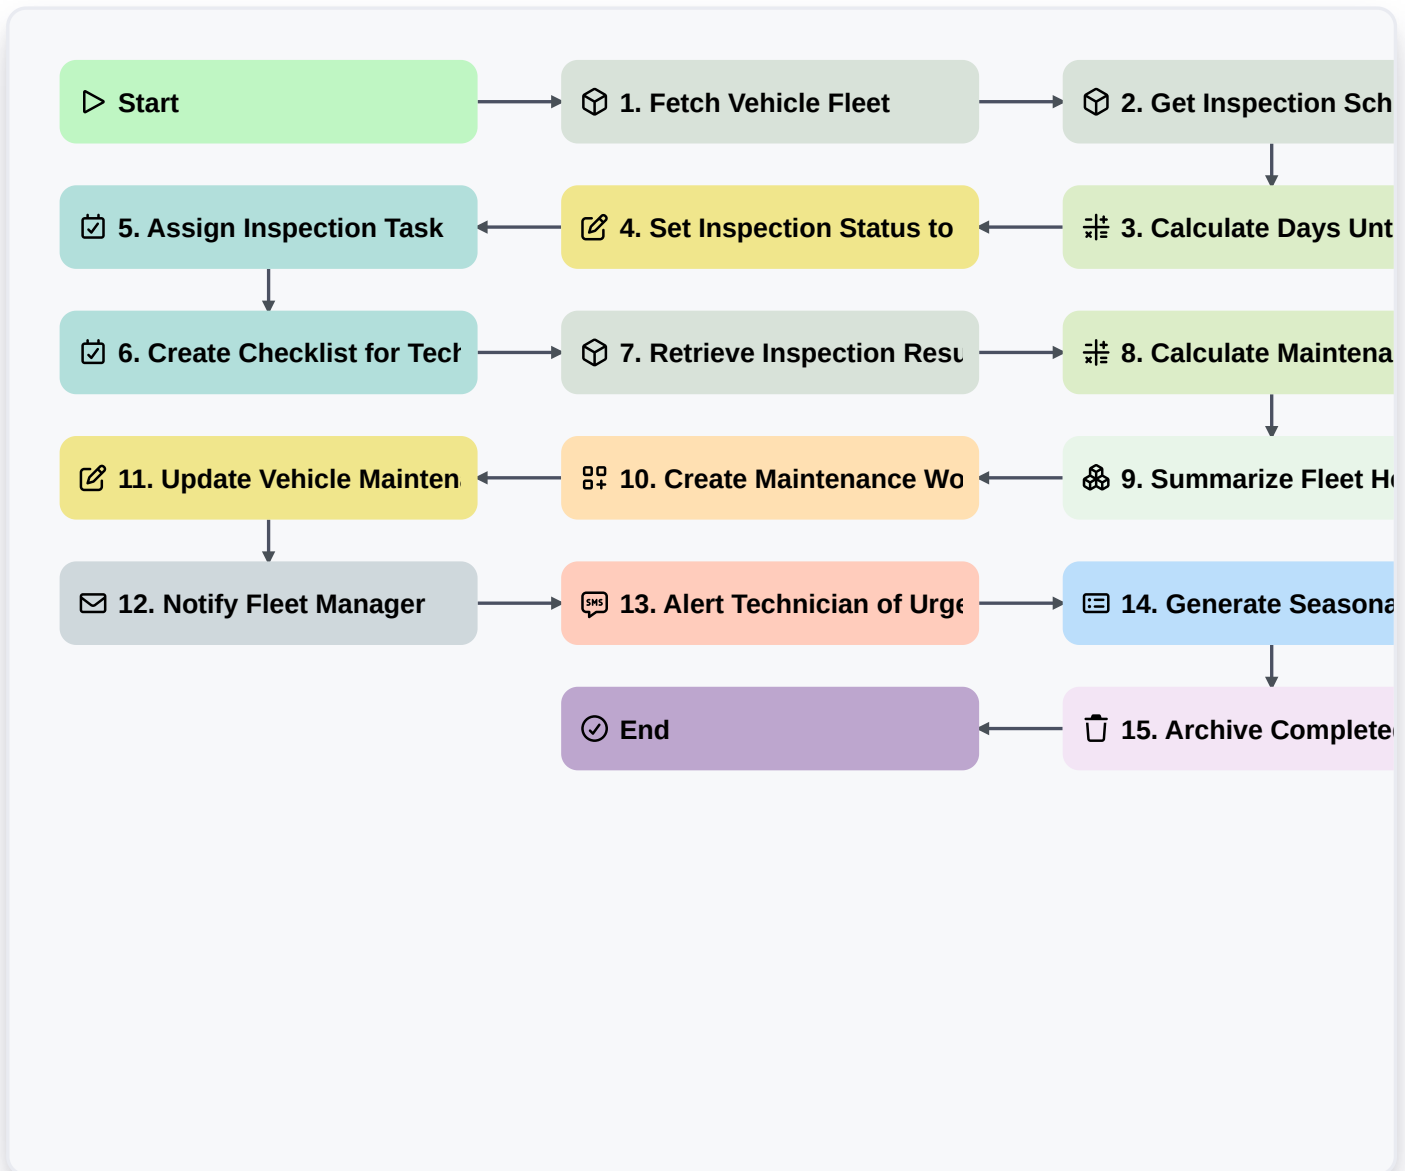 Start
1. Fetch Vehicle Fleet
2. Get Inspection Sch
5. Assign Inspection Task
4. Set Inspection Status to
3. Calculate Days Unt
6. Create Checklist for Tech
7. Retrieve Inspection Resu
8. Calculate Maintena
11. Update Vehicle Mainten
10. Create Maintenance Wo
9. Summarize Fleet He
12. Notify Fleet Manager
SMS
13. Alert Technician of Urge
14. Generate Seasona
End
15. Archive Complete